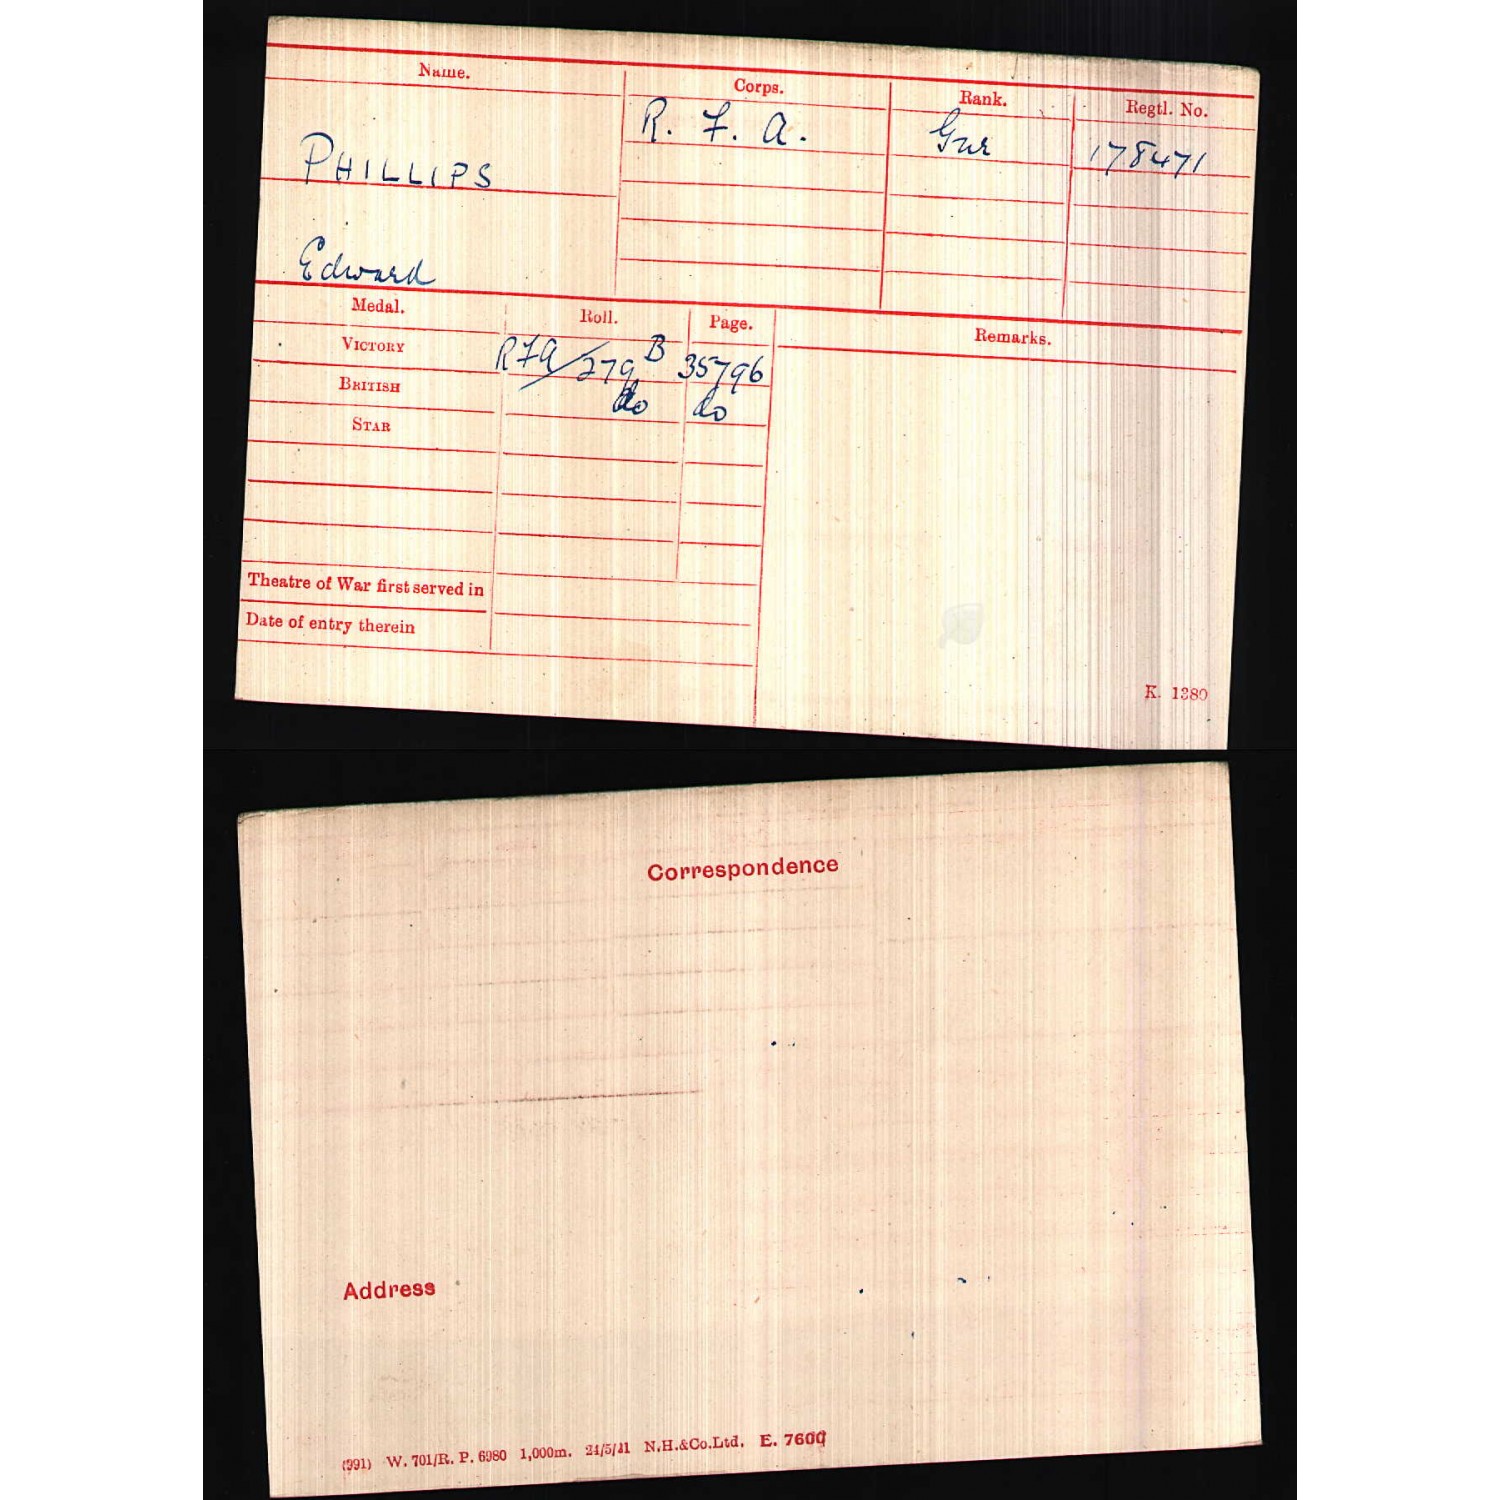 Name. Corps. Rank. Regtl. No.
R. F. A. Gnr 178471
PHILLIPS
Edward
Medal. Roll. Page. Remarks.
VICTORY RFA/279 B 35796
BRITISH do do
STAR
Theatre of War first served in
Date of entry therein
K. 1380
Correspondence
Address
(991) W. 701/R. P. 6980 1,000m. 24/5/21 N.H.&Co.Ltd. E. 7600